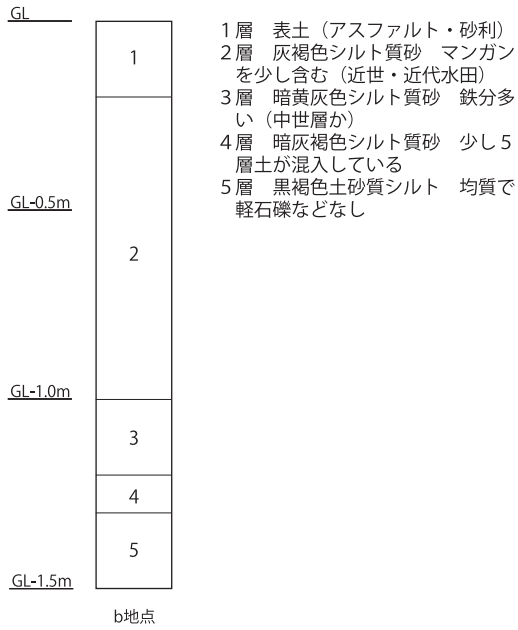 GL
GL-0.5m
GL-1.0m
GL-1.5m
1
2
3
4
5
b地点
1層　表土（アスファルト・砂利）
2層　灰褐色シルト質砂　マンガン
を少し含む（近世・近代水田）
3層　暗黄灰色シルト質砂　鉄分多
い（中世層か）
4層　暗灰褐色シルト質砂　少し5
層土が混入している
5層　黒褐色土砂質シルト　均質で
軽石礫などなし